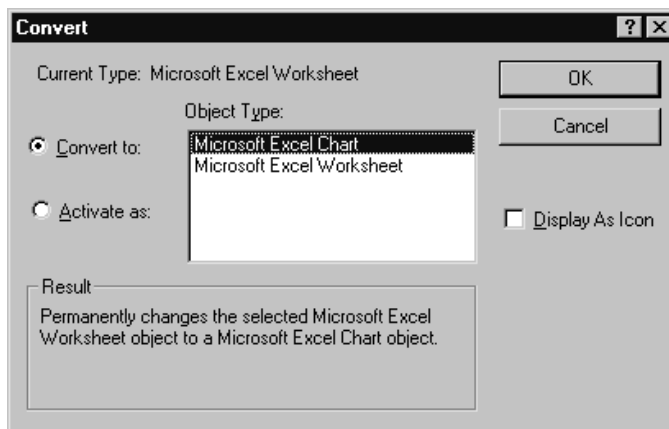 Convert
Current Type: Microsoft Excel Worksheet
OK
Object Type:
Cancel
Convert to:
Microsoft Excel Chart
Microsoft Excel Worksheet
Activate as:
Display As Icon
Result
Permanently changes the selected Microsoft Excel
Worksheet object to a Microsoft Excel Chart object.